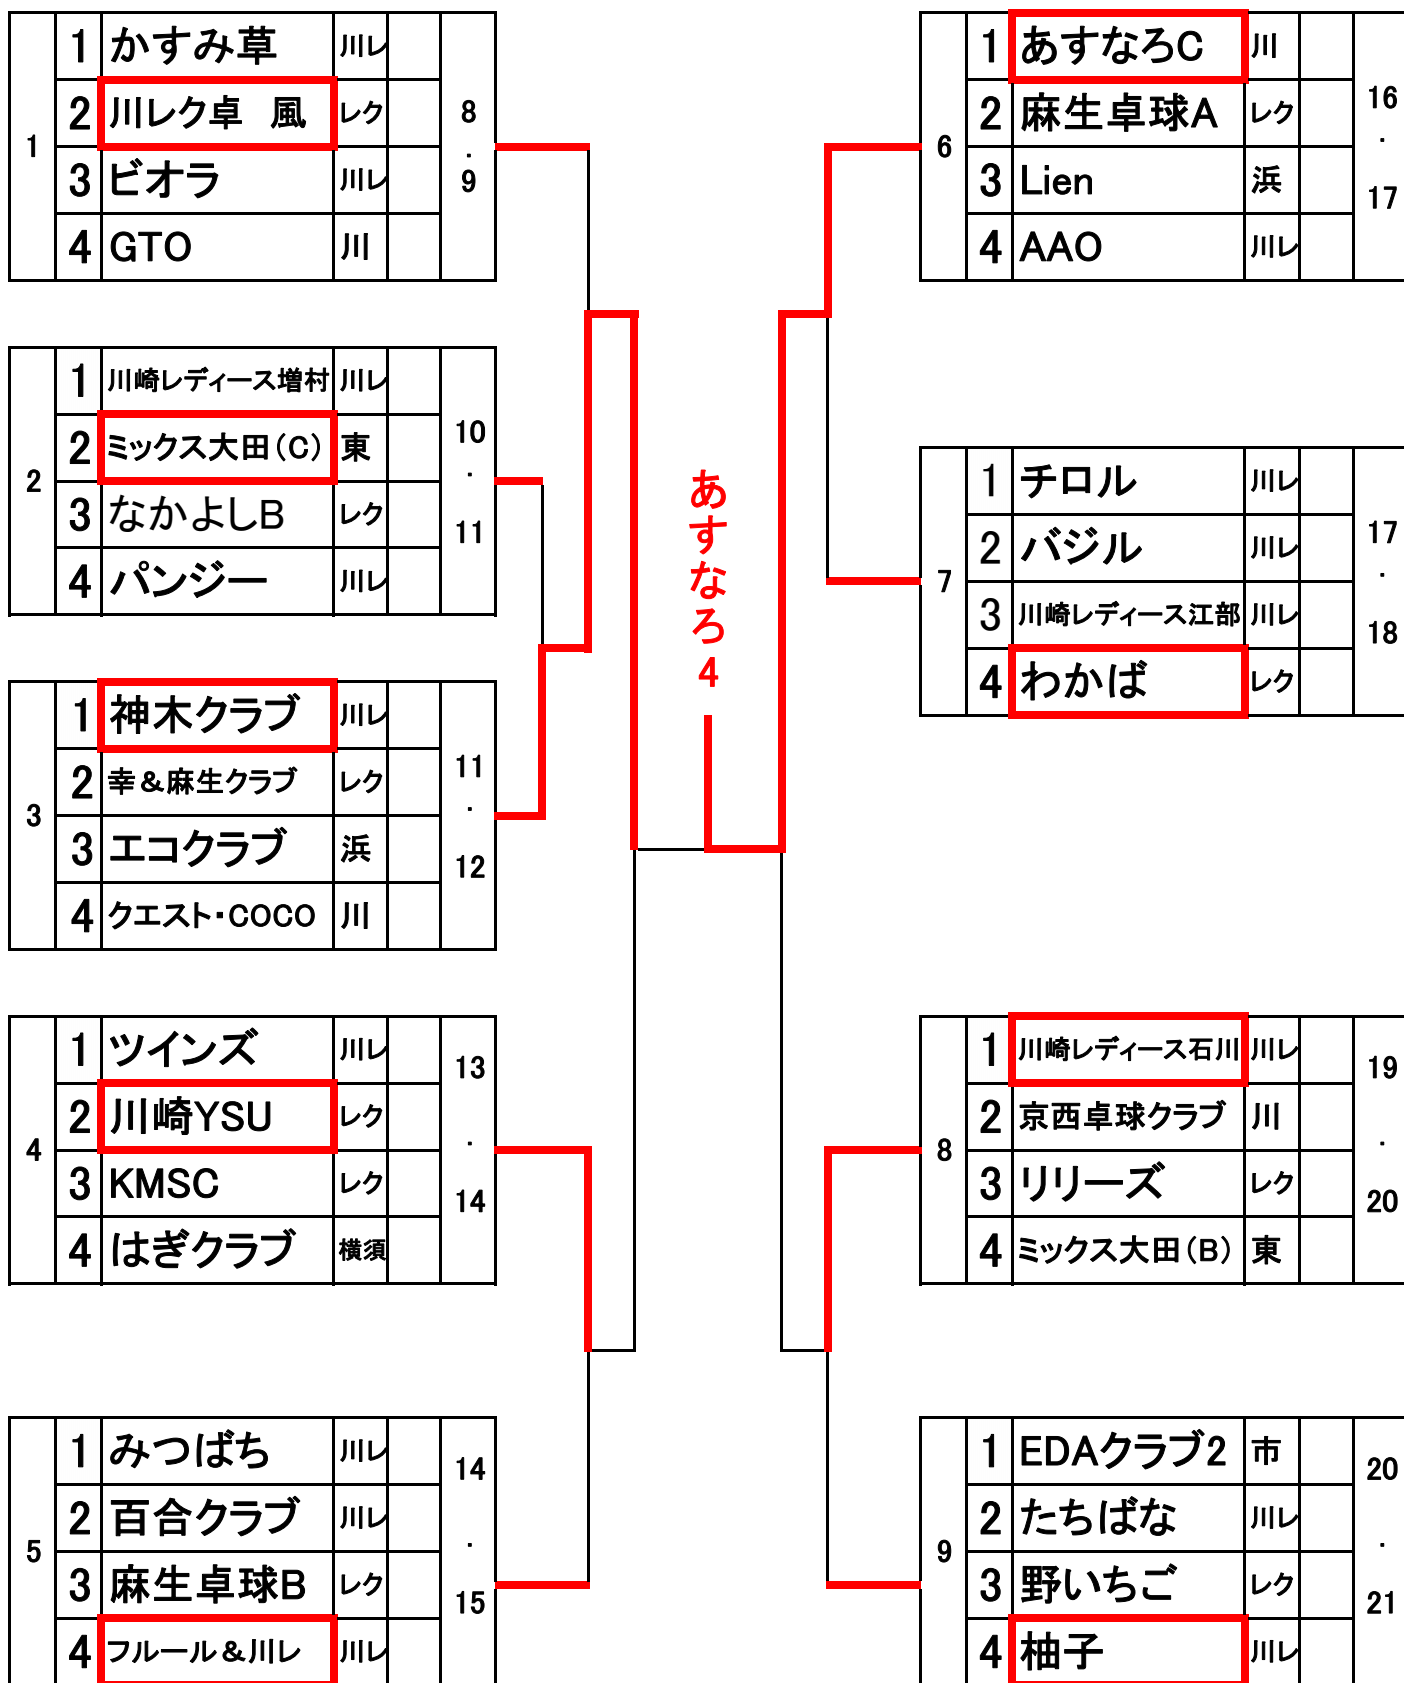 1
1 かすみ草 川レ
2 川レク卓 風 レク
3 ビオラ 川レ
4 GTO 川
8
・
9
2
1 川崎レディース増村 川レ
2 ミックス大田(C) 東
3 なかよしB レク
4 パンジー 川レ
10
・
11
3
1 神木クラブ 川レ
2 幸&麻生クラブ レク
3 エコクラブ 浜
4 クエスト・COCO 川
11
・
12
4
1 ツインズ 川レ
2 川崎YSU レク
3 KMSC レク
4 はぎクラブ 横須
13
・
14
5
1 みつばち 川レ
2 百合クラブ 川レ
3 麻生卓球B レク
4 フルール&川レ 川レ
14
・
15
あすなろ4
6
1 あすなろC 川
2 麻生卓球A レク
3 Lien 浜
4 AAO 川レ
16
・
17
7
1 チロル 川レ
2 バジル 川レ
3 川崎レディース江部 川レ
4 わかば レク
17
・
18
8
1 川崎レディース石川 川レ
2 京西卓球クラブ 川
3 リリーズ レク
4 ミックス大田(B) 東
19
・
20
9
1 EDAクラブ2 市
2 たちばな 川レ
3 野いちご レク
4 柚子 川レ
20
・
21